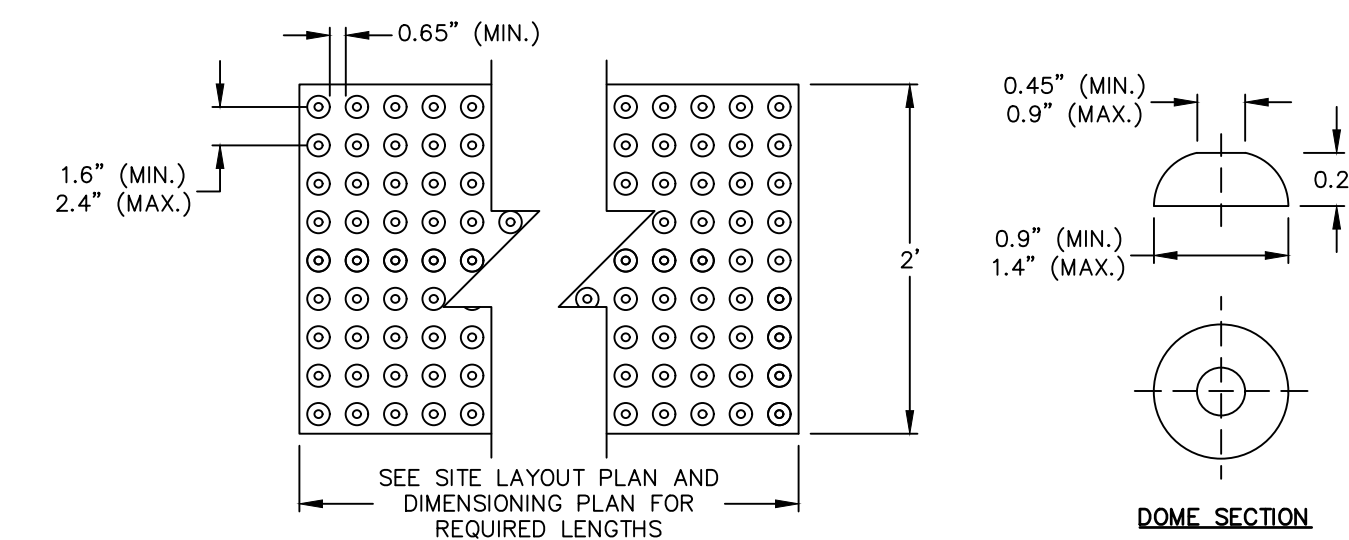 0.65" (MIN.)
1.6" (MIN.)
2.4" (MAX.)
2'
SEE SITE LAYOUT PLAN AND
DIMENSIONING PLAN FOR
REQUIRED LENGTHS
0.45" (MIN.)
0.9" (MAX.)
0.2
0.9" (MIN.)
1.4" (MAX.)
DOME SECTION